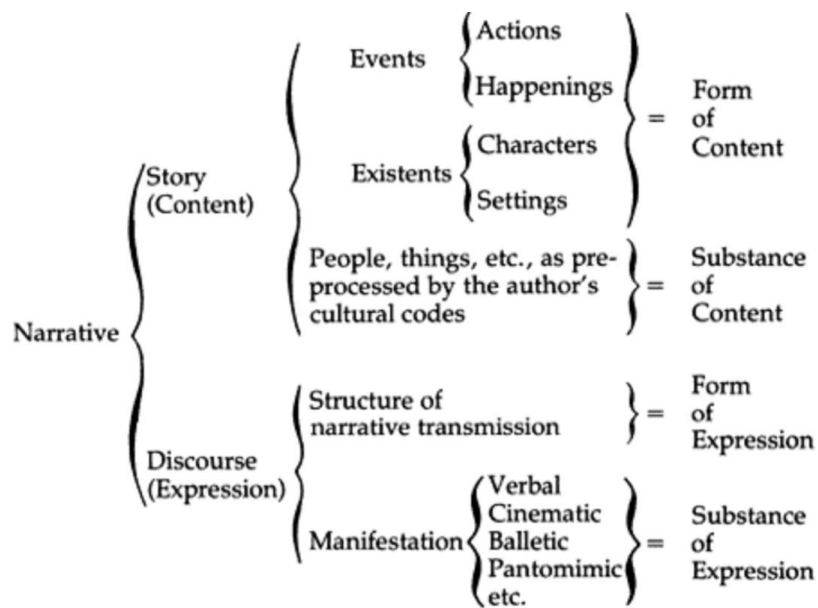 Events
Actions
Happenings
Existents
Characters
Settings
= Form
of
Content
Story
(Content)
People, things, etc., as pre-
processed by the author's
cultural codes
= Substance
of
Content
Narrative
Discourse
(Expression)
Structure of
narrative transmission
= Form
of
Expression
Manifestation
Verbal
Cinematic
Balletic
Pantomimic
etc.
= Substance
of
Expression